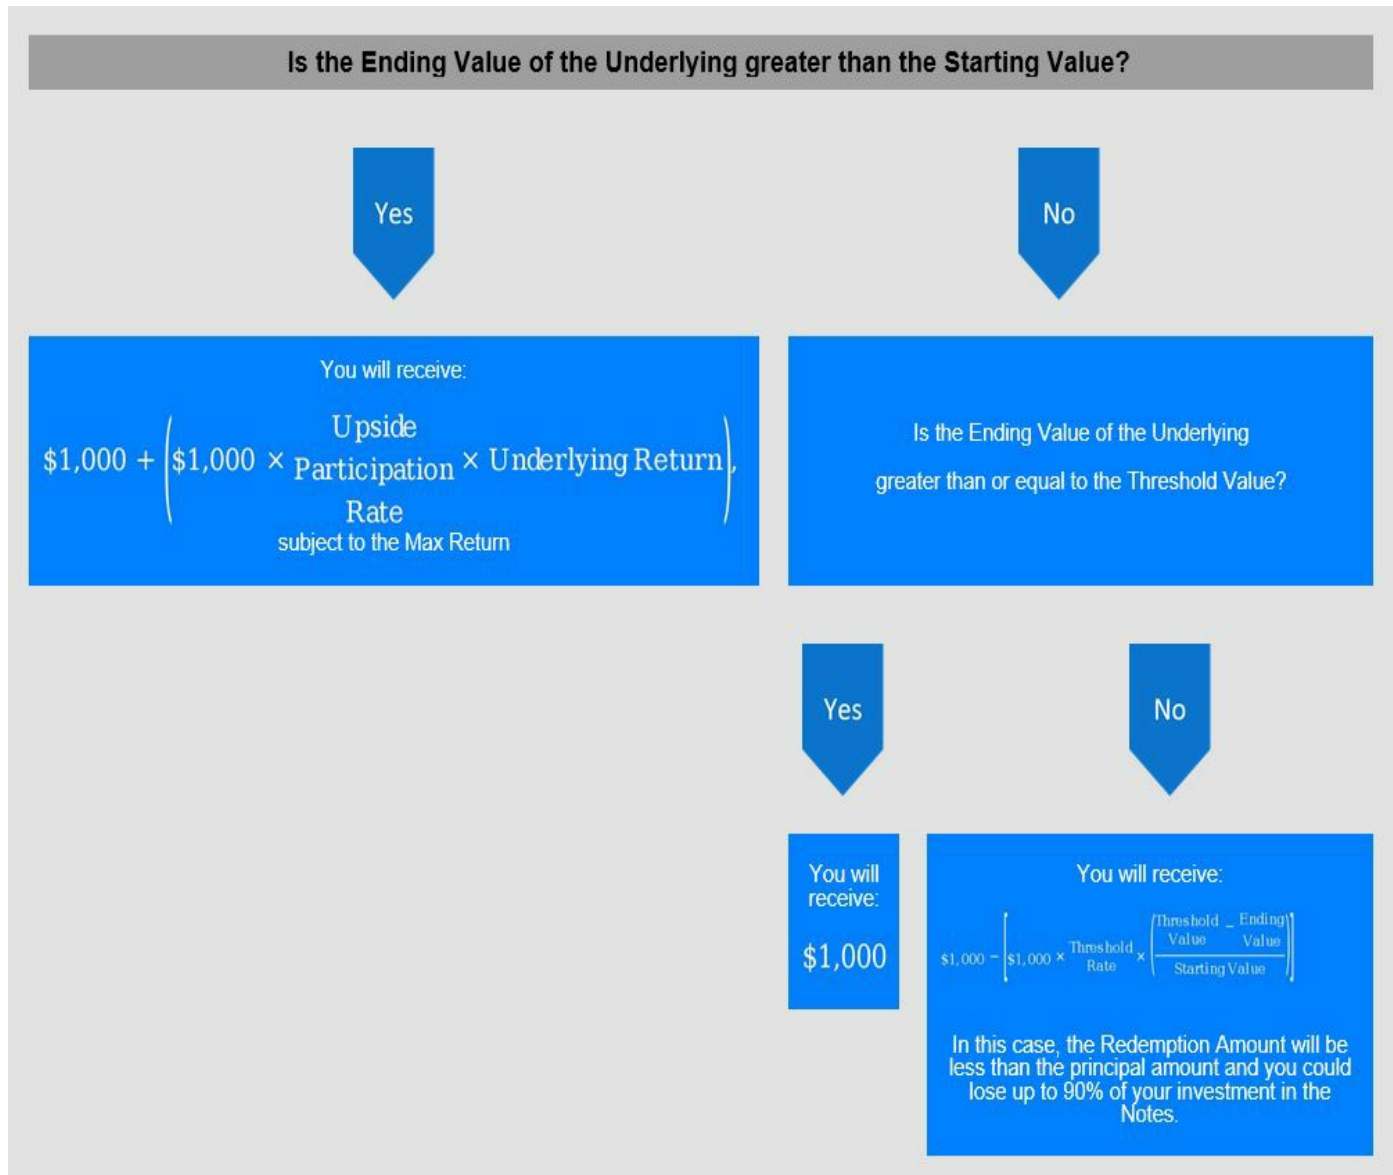 Is the Ending Value of the Underlying greater than the Starting Value?
Yes
No
You will receive:
$1,000 + ($1,000 × Upside Participation Rate × Underlying Return),
subject to the Max Return
Is the Ending Value of the Underlying
greater than or equal to the Threshold Value?
Yes
No
You will
receive:
$1,000
You will receive:
$1,000 − [$1,000 × Threshold Rate × (Threshold Value − Ending Value / Starting Value)]
In this case, the Redemption Amount will be
less than the principal amount and you could
lose up to 90% of your investment in the
Notes.